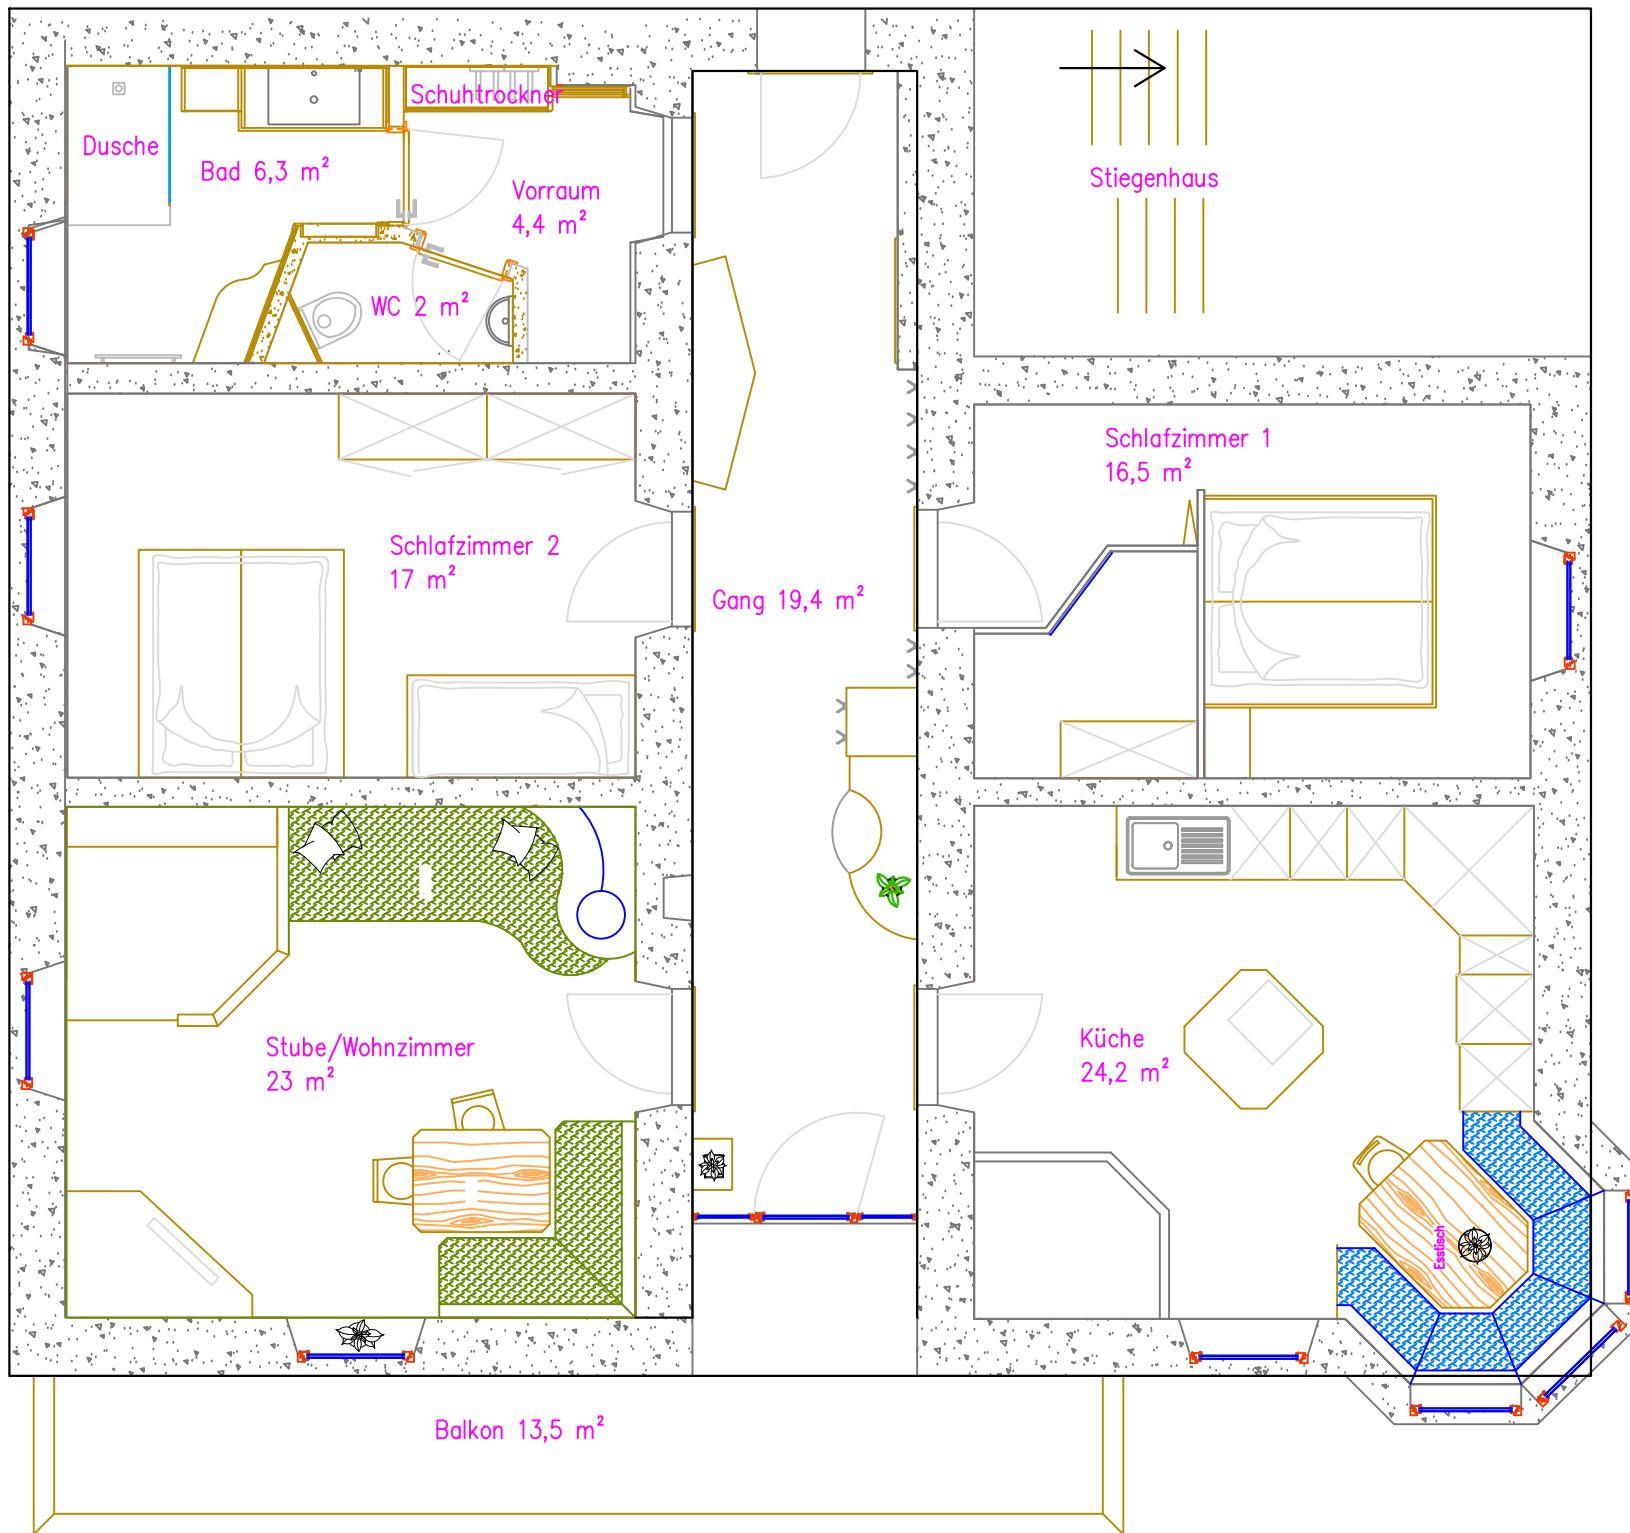 Schuhtrockner
Dusche
Bad 6,3 m²
Vorraum
4,4 m²
Stiegenhaus
WC 2 m²
Schlafzimmer 1
16,5 m²
Schlafzimmer 2
17 m²
Gang 19,4 m²
Stube/Wohnzimmer
23 m²
Küche
24,2 m²
Esstisch
Balkon 13,5 m²